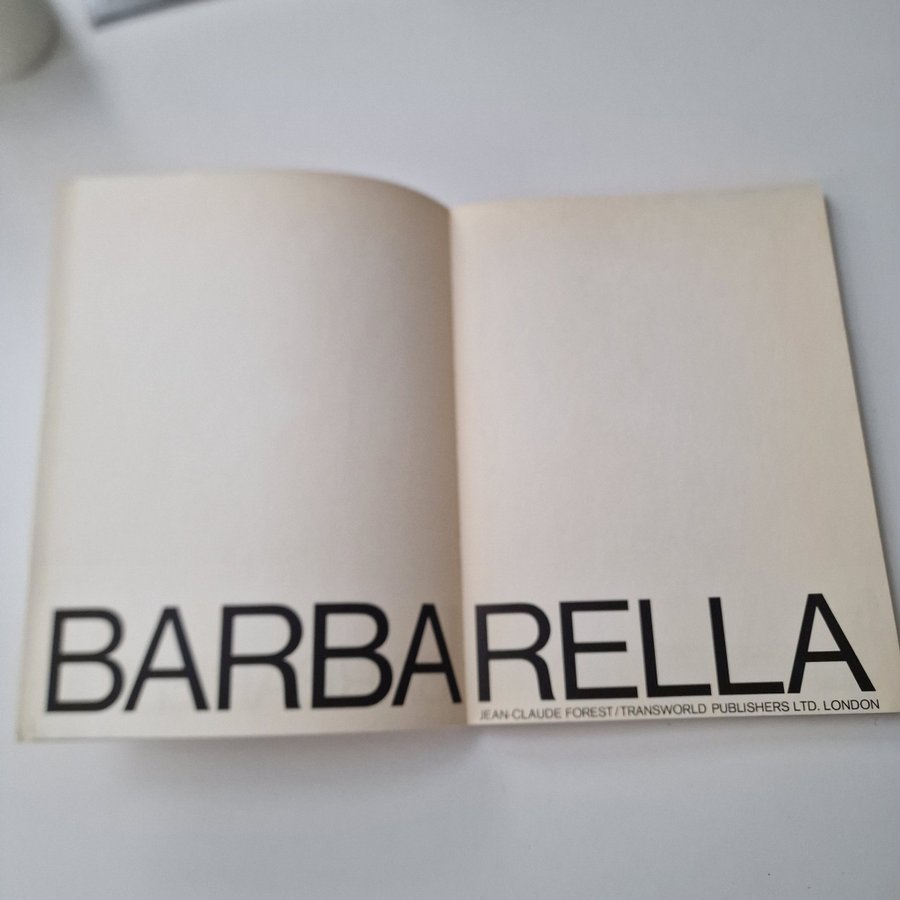 BARBARELLA
JEAN-CLAUDE FOREST/TRANSWORLD PUBLISHERS LTD. LONDON